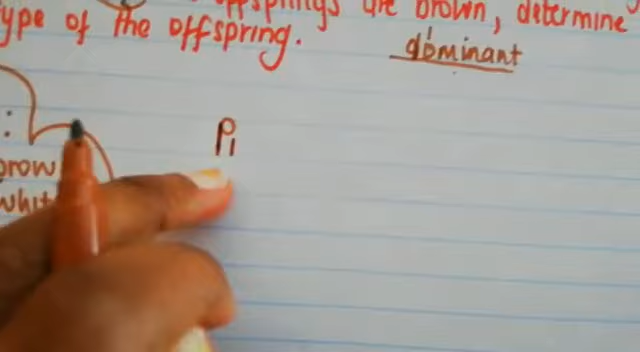 offsprings are brown, determine
type of the offspring.
dominant
:
P1
brow
whit